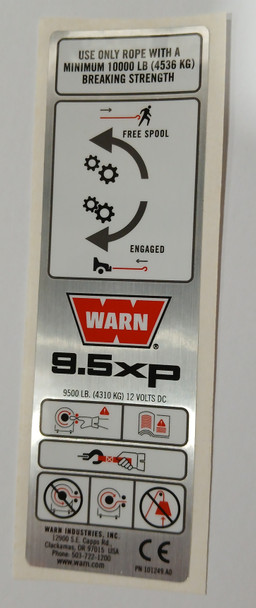 USE ONLY ROPE WITH A
MINIMUM 10000 LB (4536 KG)
BREAKING STRENGTH
FREE SPOOL
ENGAGED
WARN
®
9.5xp
9500 LB. (4310 KG) 12 VOLTS DC.
WARN INDUSTRIES, INC.
12900 S.E. Capps Rd.
Clackamas, OR 97015 USA
Phone: 503-722-1200
www.warn.com
CE
PN 101249 A0